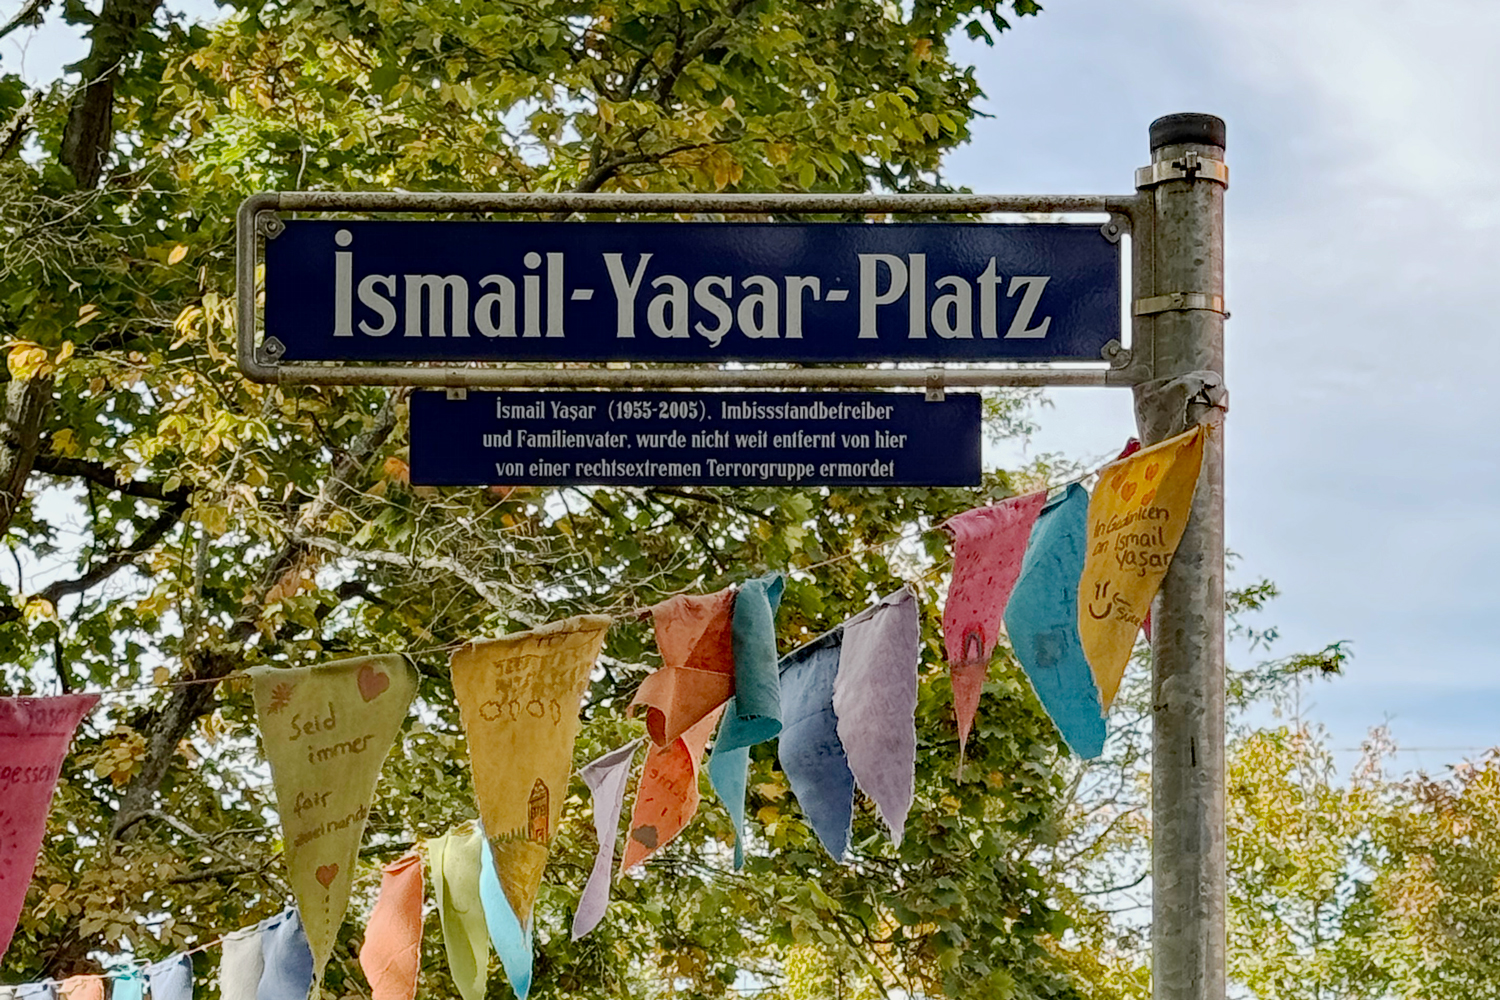 İsmail-Yaşar-Platz
İsmail Yaşar (1955-2005), Imbissstandbetreiber
und Familienvater, wurde nicht weit entfernt von hier
von einer rechtsextremen Terrorgruppe ermordet
In Gedenken
an Ismail
Yaşar
Seid
immer
fair